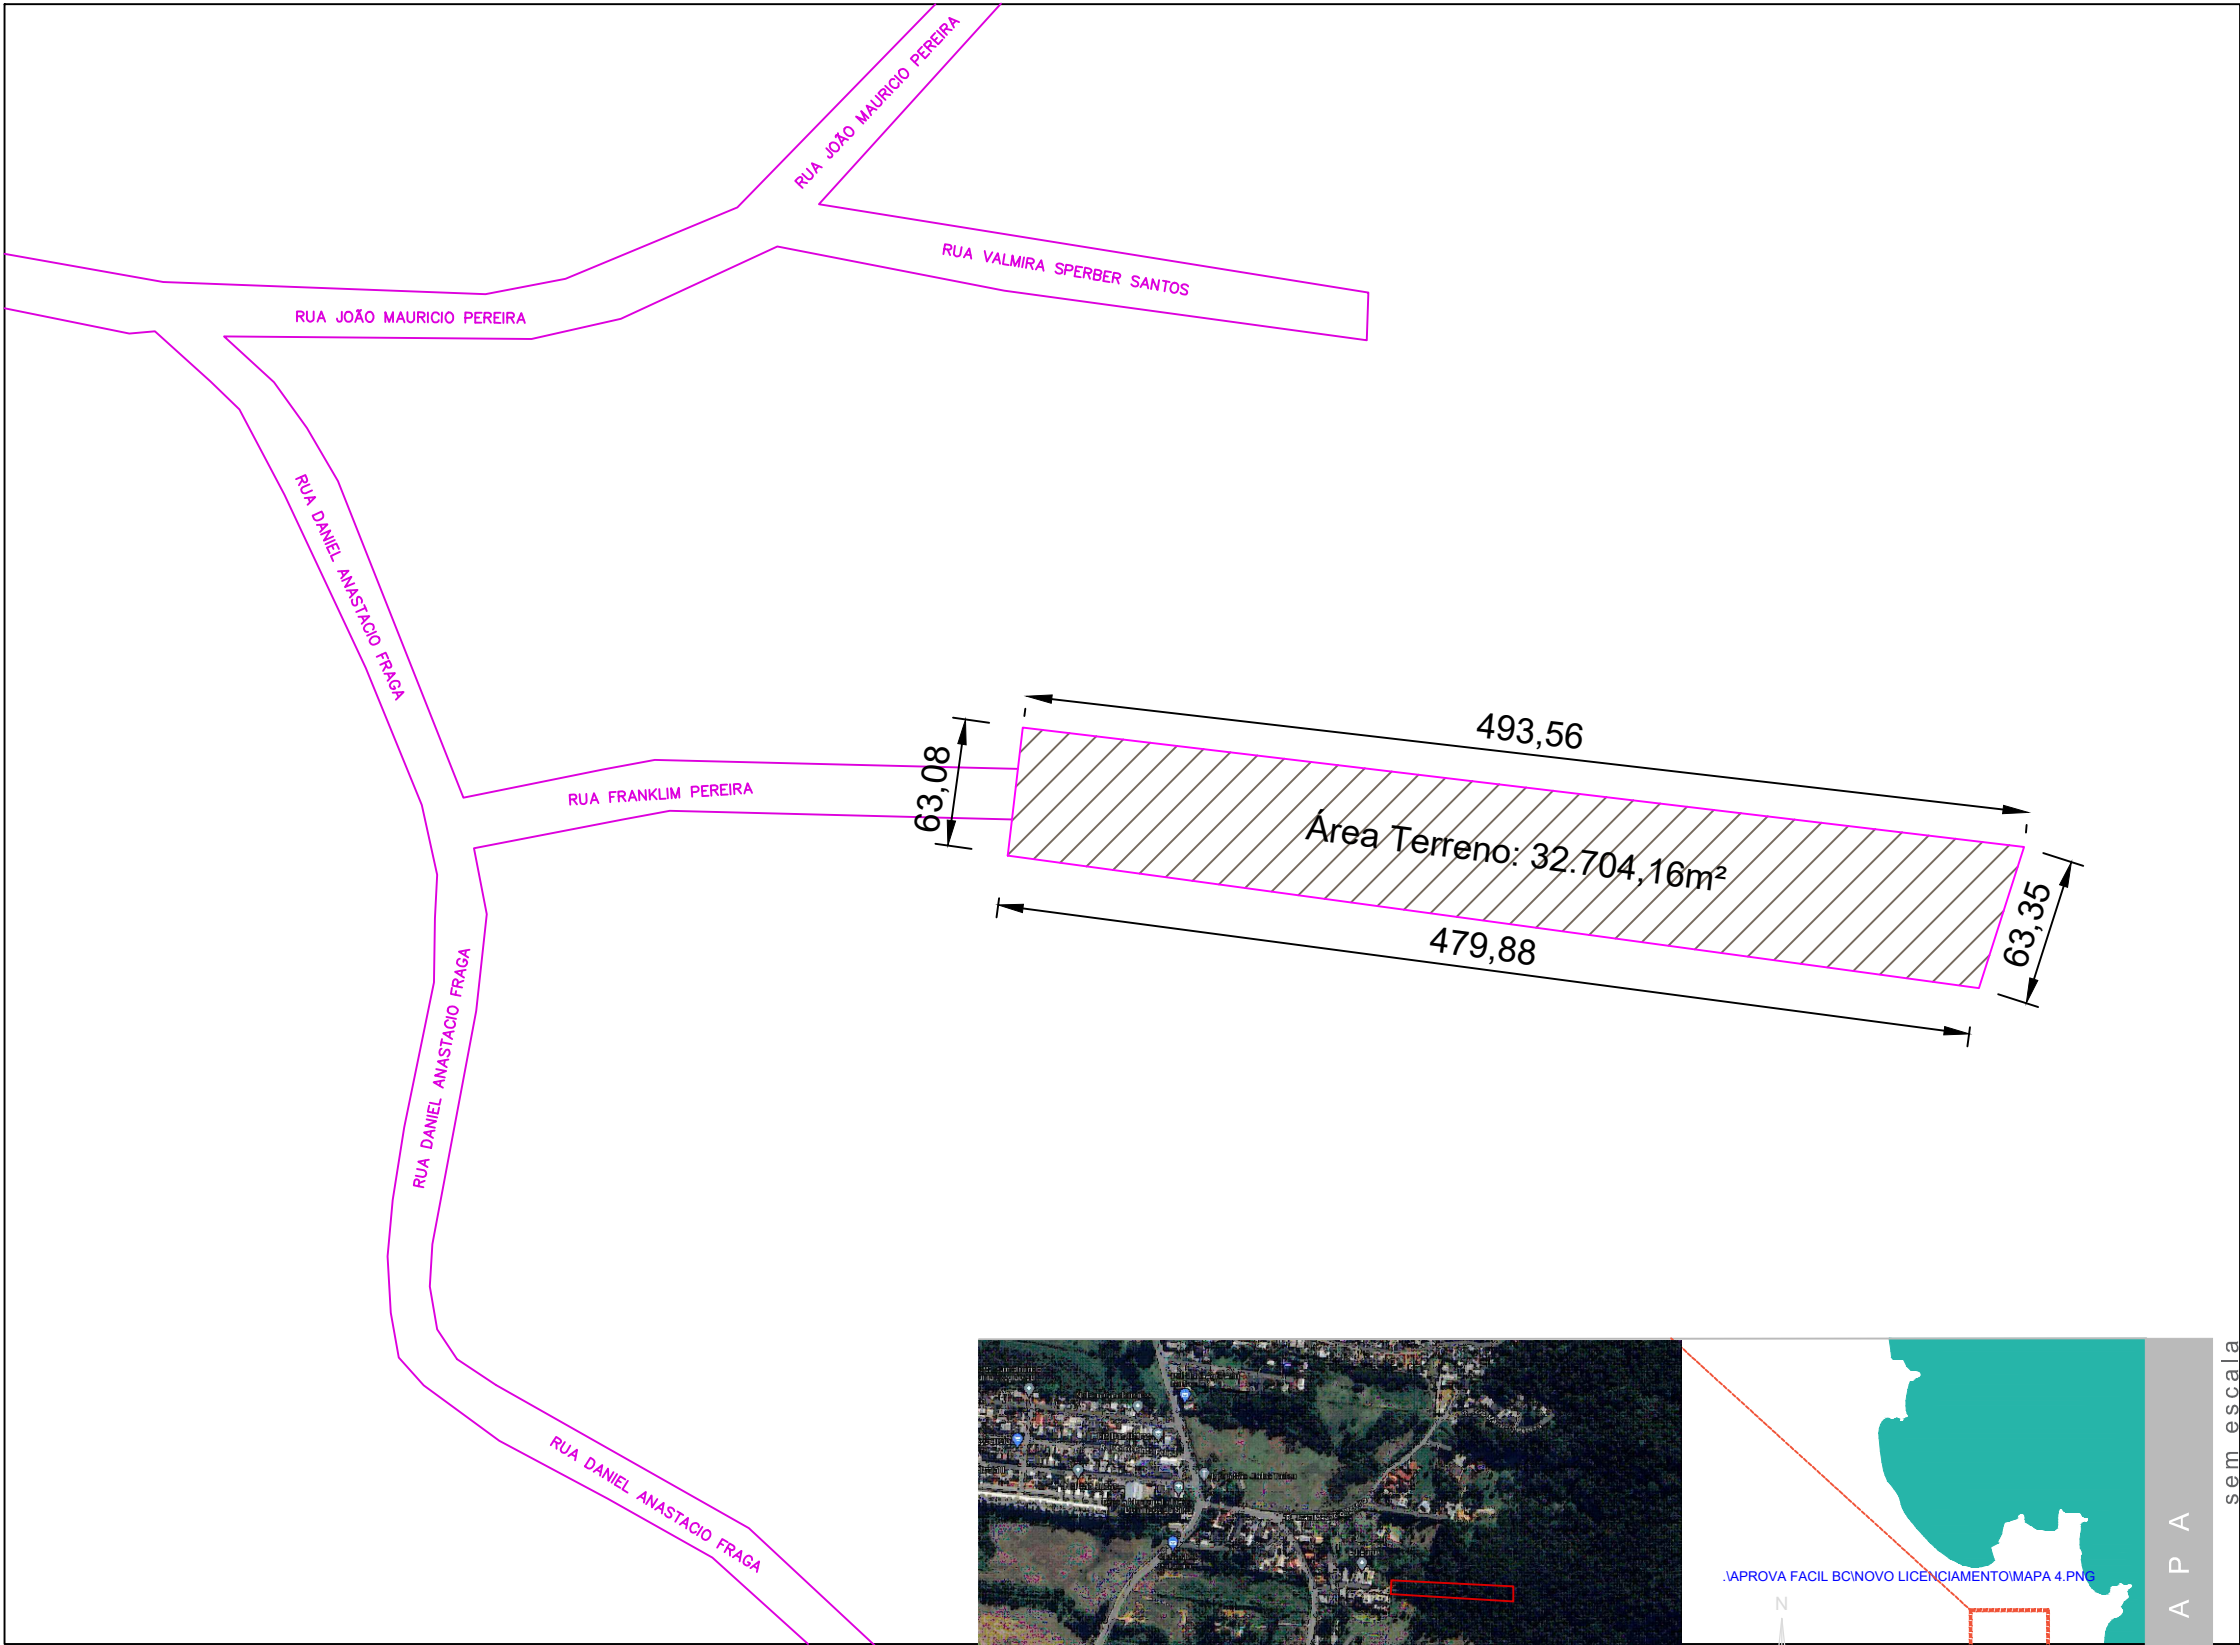 RUA JOÃO MAURICIO PEREIRA
RUA VALMIRA SPERBER SANTOS
RUA JOÃO MAURICIO PEREIRA
RUA DANIEL ANASTACIO FRAGA
493,56
63,08
RUA FRANKLIM PEREIRA
Área Terreno: 32.704,16m²
63,35
479,88
RUA DANIEL ANASTACIO FRAGA
RUA DANIEL ANASTACIO FRAGA
.\APROVA FACIL BC\NOVO LICENCIAMENTO\MAPA 4.PNG
N
A P A
sem escala